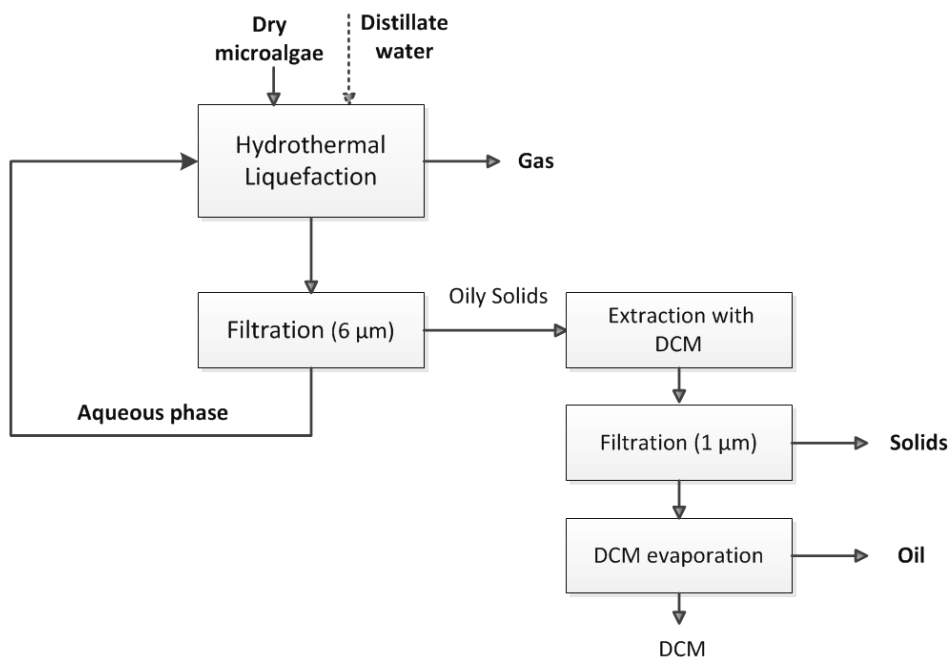 Dry
microalgae
Distillate
water
Hydrothermal
Liquefaction
Gas
Filtration (6 µm)
Oily Solids
Extraction with
DCM
Aqueous phase
Filtration (1 µm)
Solids
DCM evaporation
Oil
DCM